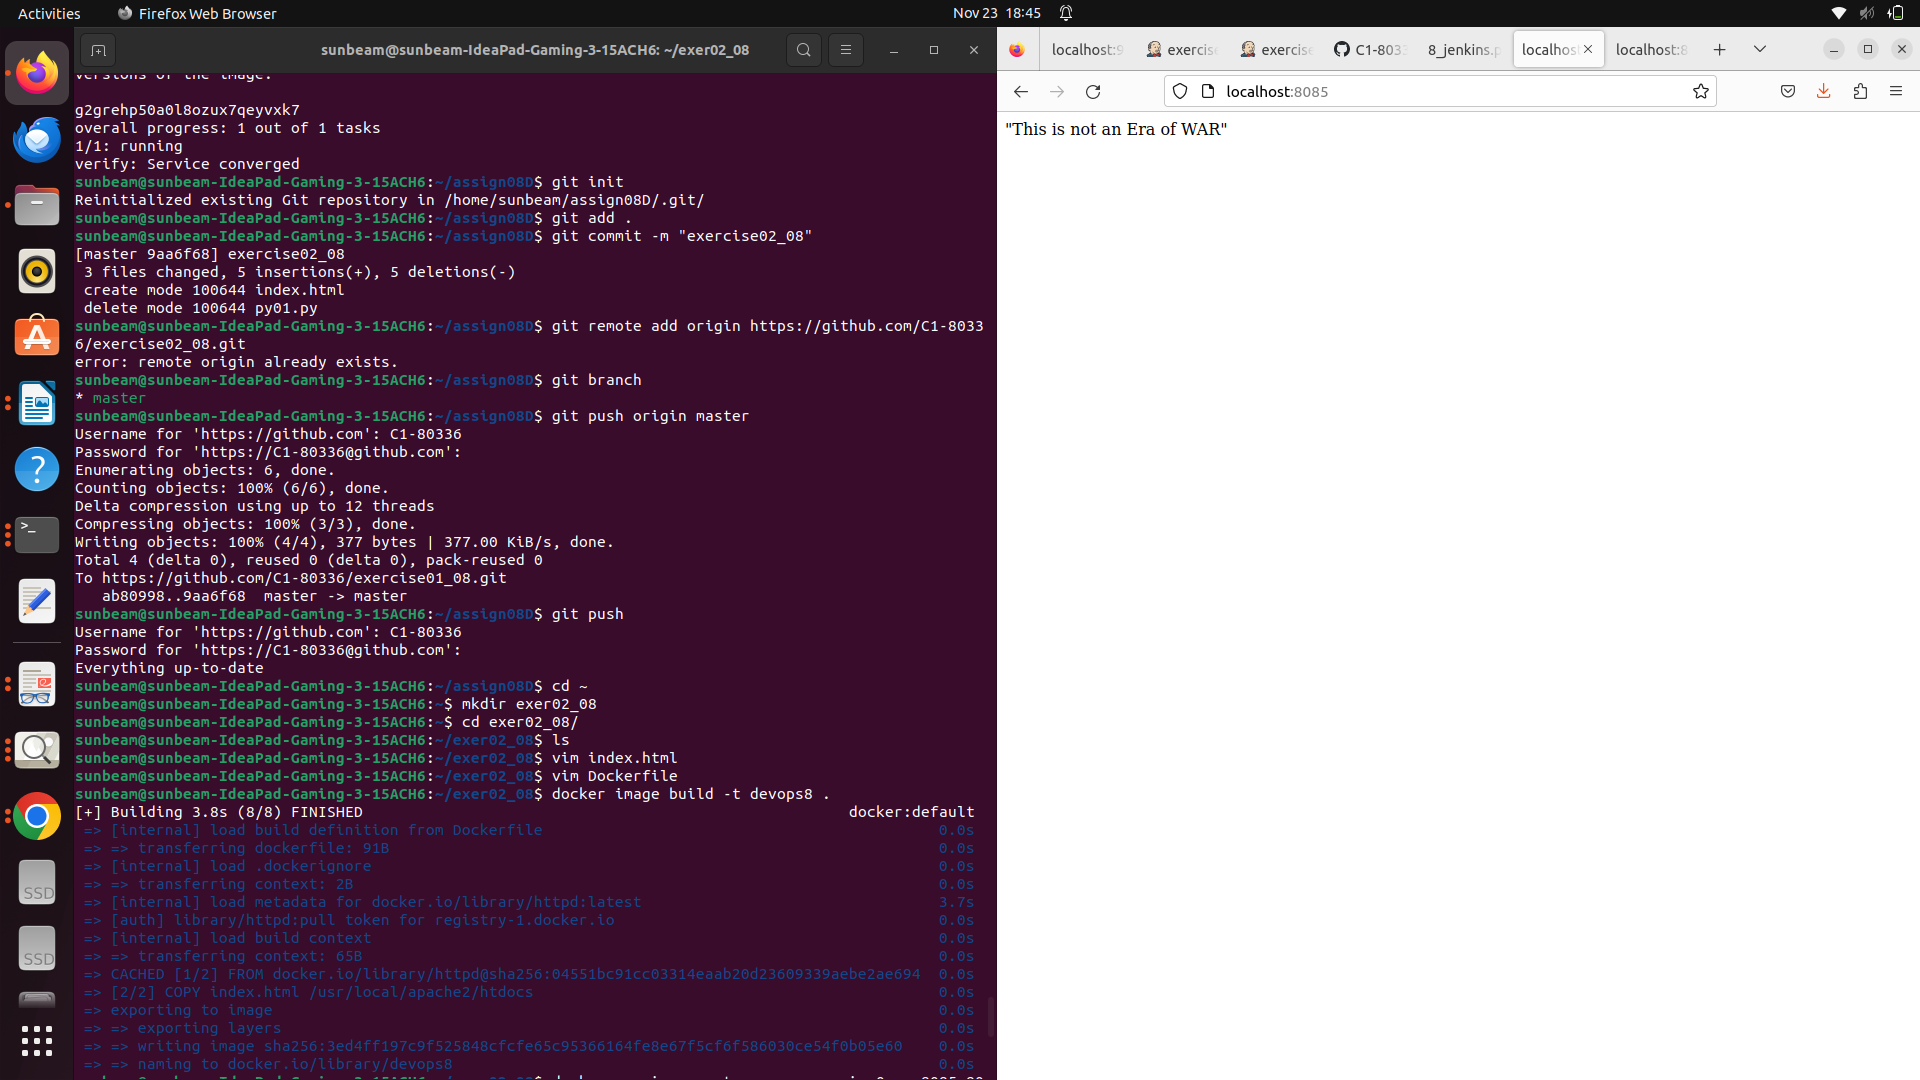 Activities
Firefox Web Browser
Nov 23 18:45
sunbeam@sunbeam-IdeaPad-Gaming-3-15ACH6: ~/exer02_08
versions of the image.
g2grehp50a0l8ozux7qeyvxk7
overall progress: 1 out of 1 tasks
1/1: running
verify: Service converged
sunbeam@sunbeam-IdeaPad-Gaming-3-15ACH6:~/assign08D$ git init
Reinitialized existing Git repository in /home/sunbeam/assign08D/.git/
sunbeam@sunbeam-IdeaPad-Gaming-3-15ACH6:~/assign08D$ git add .
sunbeam@sunbeam-IdeaPad-Gaming-3-15ACH6:~/assign08D$ git commit -m "exercise02_08"
[master 9aa6f68] exercise02_08
 3 files changed, 5 insertions(+), 5 deletions(-)
 create mode 100644 index.html
 delete mode 100644 py01.py
sunbeam@sunbeam-IdeaPad-Gaming-3-15ACH6:~/assign08D$ git remote add origin https://github.com/C1-8033
6/exercise02_08.git
error: remote origin already exists.
sunbeam@sunbeam-IdeaPad-Gaming-3-15ACH6:~/assign08D$ git branch
* master
sunbeam@sunbeam-IdeaPad-Gaming-3-15ACH6:~/assign08D$ git push origin master
Username for 'https://github.com': C1-80336
Password for 'https://C1-80336@github.com':
Enumerating objects: 6, done.
Counting objects: 100% (6/6), done.
Delta compression using up to 12 threads
Compressing objects: 100% (3/3), done.
Writing objects: 100% (4/4), 377 bytes | 377.00 KiB/s, done.
Total 4 (delta 0), reused 0 (delta 0), pack-reused 0
To https://github.com/C1-80336/exercise01_08.git
   ab80998..9aa6f68  master -> master
sunbeam@sunbeam-IdeaPad-Gaming-3-15ACH6:~/assign08D$ git push
Username for 'https://github.com': C1-80336
Password for 'https://C1-80336@github.com':
Everything up-to-date
sunbeam@sunbeam-IdeaPad-Gaming-3-15ACH6:~/assign08D$ cd ~
sunbeam@sunbeam-IdeaPad-Gaming-3-15ACH6:~$ mkdir exer02_08
sunbeam@sunbeam-IdeaPad-Gaming-3-15ACH6:~$ cd exer02_08/
sunbeam@sunbeam-IdeaPad-Gaming-3-15ACH6:~/exer02_08$ ls
sunbeam@sunbeam-IdeaPad-Gaming-3-15ACH6:~/exer02_08$ vim index.html
sunbeam@sunbeam-IdeaPad-Gaming-3-15ACH6:~/exer02_08$ vim Dockerfile
sunbeam@sunbeam-IdeaPad-Gaming-3-15ACH6:~/exer02_08$ docker image build -t devops8 .
[+] Building 3.8s (8/8) FINISHED docker:default
 => [internal] load build definition from Dockerfile 0.0s
 => => transferring dockerfile: 91B 0.0s
 => [internal] load .dockerignore 0.0s
 => => transferring context: 2B 0.0s
 => [internal] load metadata for docker.io/library/httpd:latest 3.7s
 => [auth] library/httpd:pull token for registry-1.docker.io 0.0s
 => [internal] load build context 0.0s
 => => transferring context: 65B 0.0s
 => CACHED [1/2] FROM docker.io/library/httpd@sha256:04551bc91cc03314eaab20d23609339aebe2ae694 0.0s
 => [2/2] COPY index.html /usr/local/apache2/htdocs 0.0s
 => exporting to image 0.0s
 => => exporting layers 0.0s
 => => writing image sha256:3ed4ff197c9f525848cfcfe65c95366164fe8e67f5cf6f586030ce54f0b05e60 0.0s
 => => naming to docker.io/library/devops8 0.0s
localhost:9
exercise
exercise
C1-8033
8_jenkins.p
localhost
localhost:8
localhost:8085
"This is not an Era of WAR"
SSD
SSD